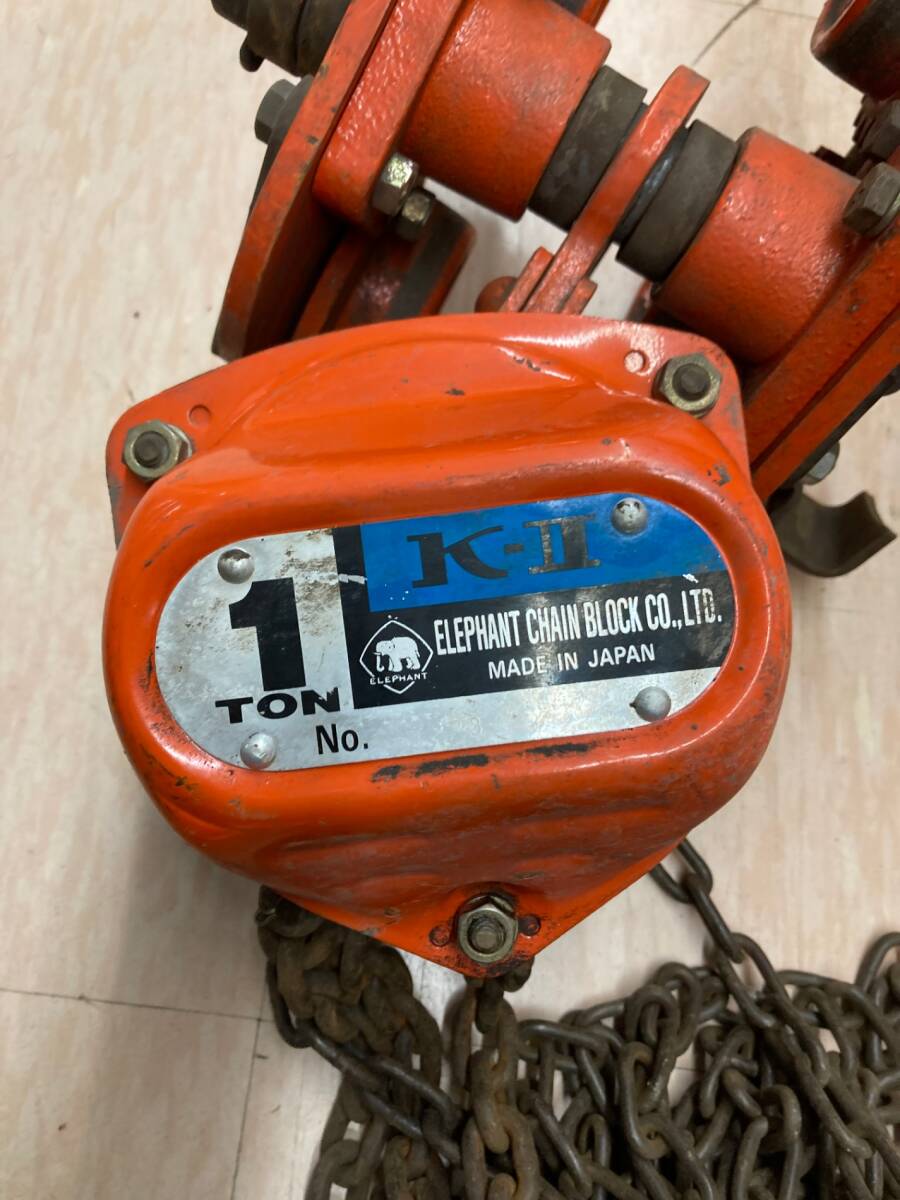 1
TON
No.
K-II
ELEPHANT CHAIN BLOCK CO., LTD.
MADE IN JAPAN
ELEPHANT